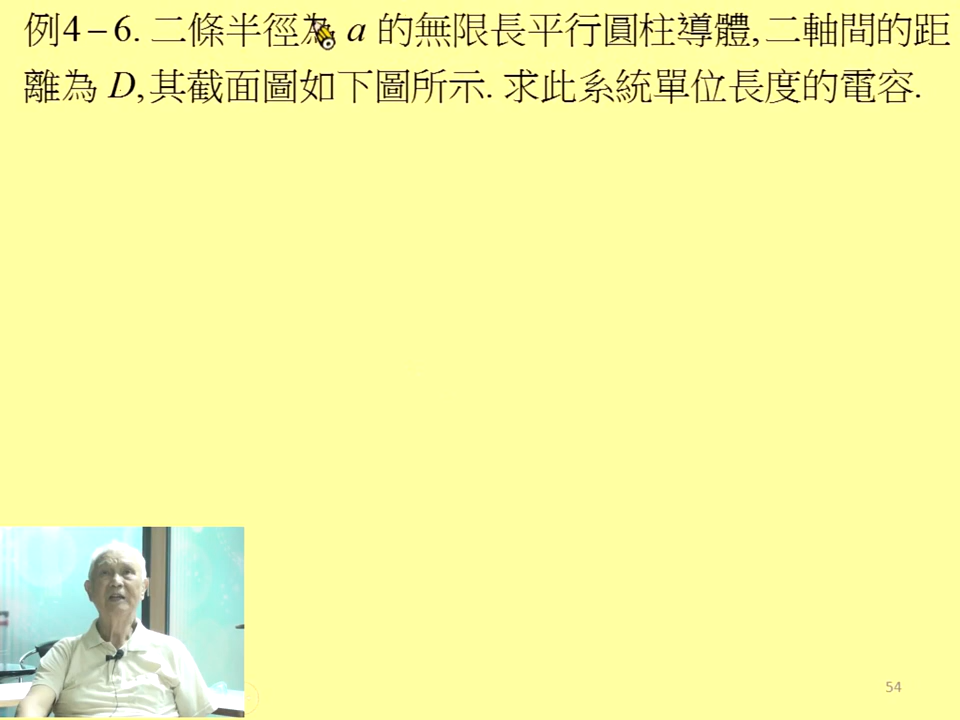 例4－6. 二條半徑為 a 的無限長平行圓柱導體,二軸間的距
離為 D,其截面圖如下圖所示. 求此系統單位長度的電容.
54